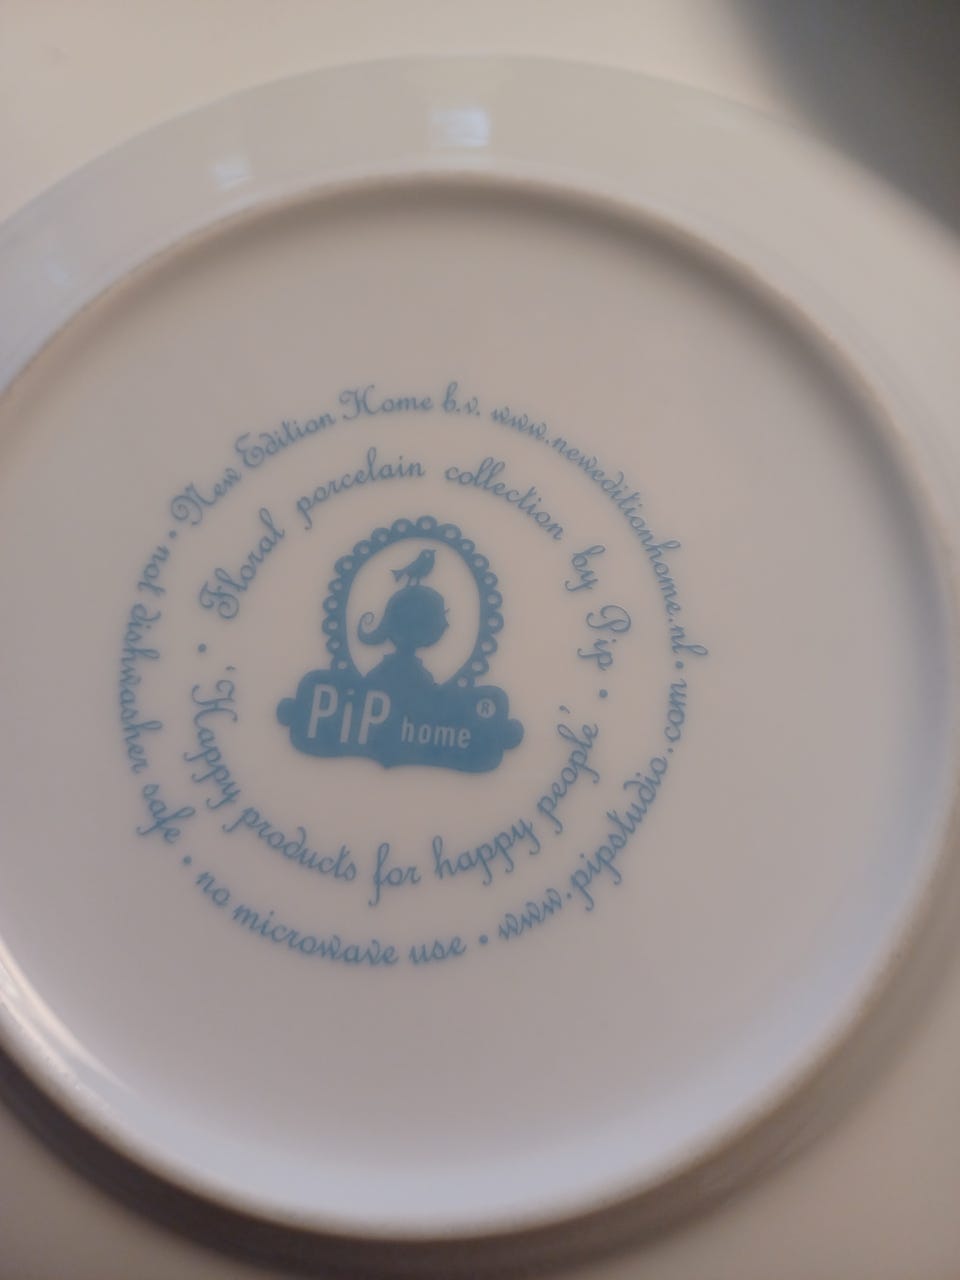 New Edition Home b.v. www.neweditionhome.nl • www.pipstudio.com • no microwave use • not dishwasher safe •
Floral porcelain collection by Pip •
'Happy products for happy people' •
PiP home ®